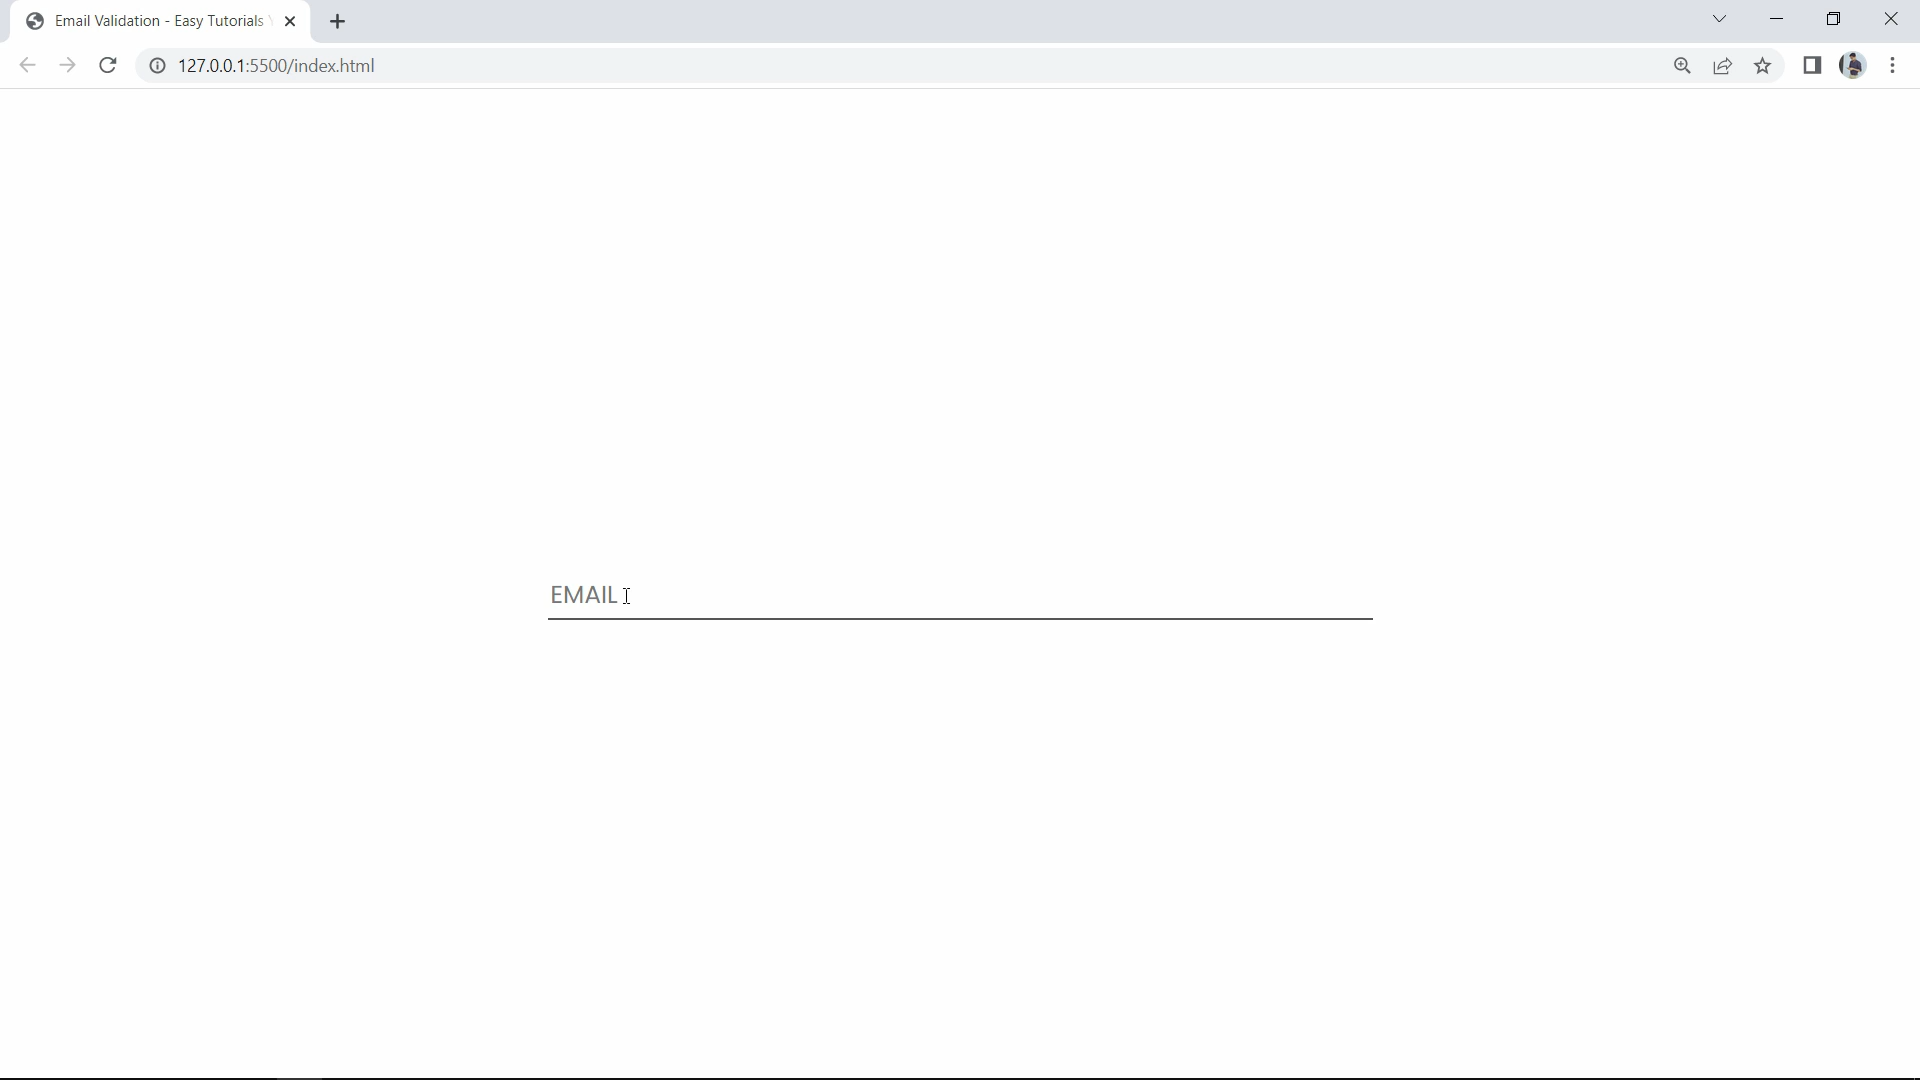 Email Validation - Easy Tutorials
127.0.0.1:5500/index.html
EMAIL